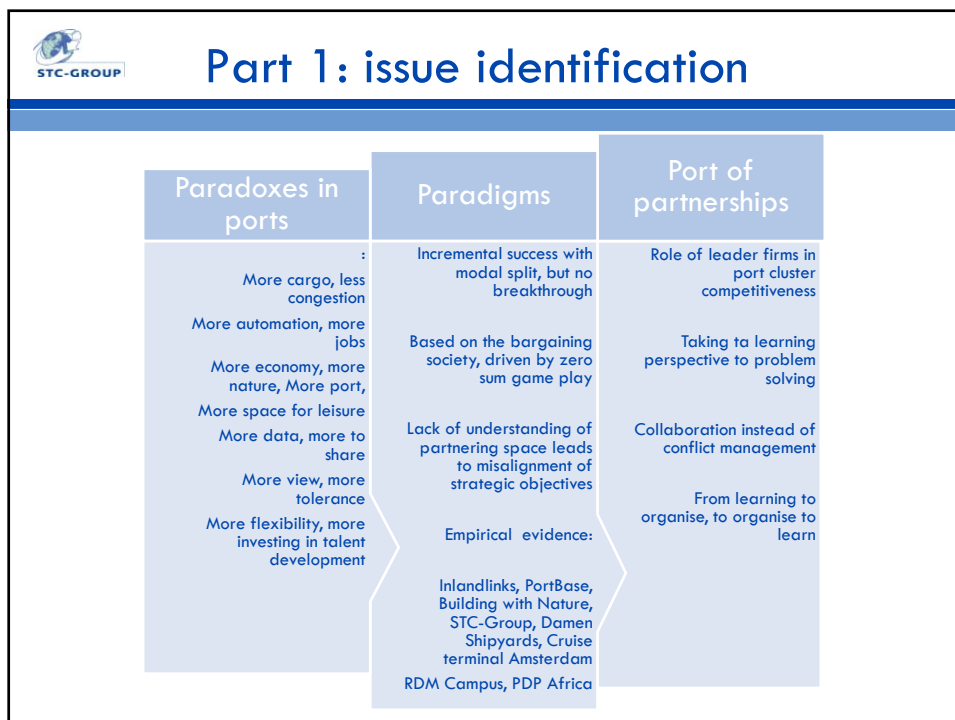 STC-GROUP
Part 1: issue identification
Paradoxes in
ports
:
More cargo, less
congestion
More automation, more
jobs
More economy, more
nature, More port,
More space for leisure
More data, more to
share
More view, more
tolerance
More flexibility, more
investing in talent
development
Paradigms
Incremental success with
modal split, but no
breakthrough
Based on the bargaining
society, driven by zero
sum game play
Lack of understanding of
partnering space leads
to misalignment of
strategic objectives
Empirical evidence:
Inlandlinks, PortBase,
Building with Nature,
STC-Group, Damen
Shipyards, Cruise
terminal Amsterdam
RDM Campus, PDP Africa
Port of
partnerships
Role of leader firms in
port cluster
competitiveness
Taking ta learning
perspective to problem
solving
Collaboration instead of
conflict management
From learning to
organise, to organise to
learn